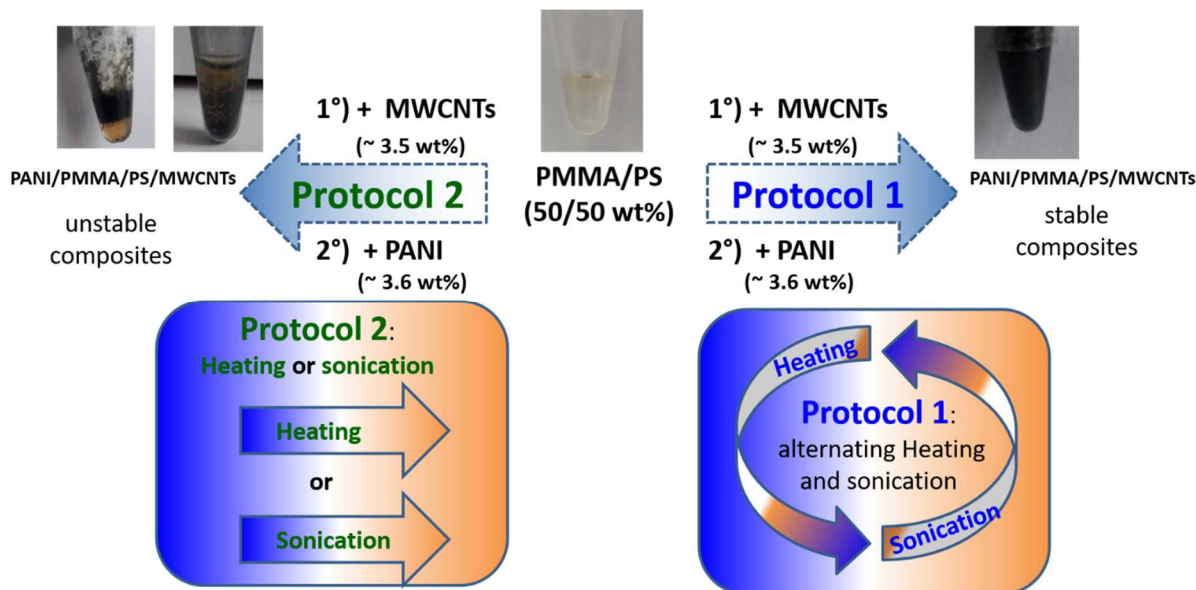 1°) + MWCNTs
(~ 3.5 wt%)
Protocol 2
2°) + PANI
(~ 3.6 wt%)
PANI/PMMA/PS/MWCNTs
unstable
composites
PMMA/PS
(50/50 wt%)
1°) + MWCNTs
(~ 3.5 wt%)
Protocol 1
2°) + PANI
(~ 3.6 wt%)
PANI/PMMA/PS/MWCNTs
stable
composites
Protocol 2:
Heating or sonication
Heating
or
Sonication
Heating
Protocol 1:
alternating Heating
and sonication
Sonication